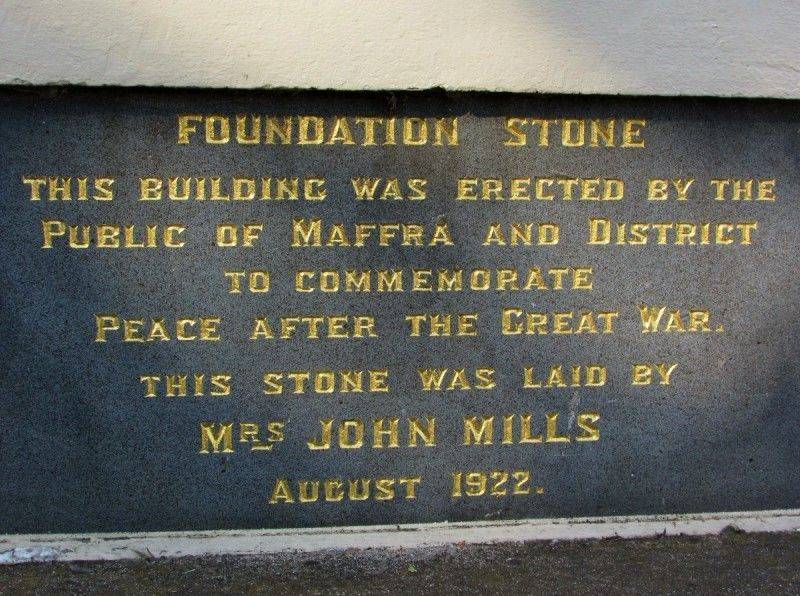 FOUNDATION STONE
THIS BUILDING WAS ERECTED BY THE
PUBLIC OF MAFFRA AND DISTRICT
TO COMMEMORATE
PEACE AFTER THE GREAT WAR.
THIS STONE WAS LAID BY
MRS JOHN MILLS
AUGUST 1922.